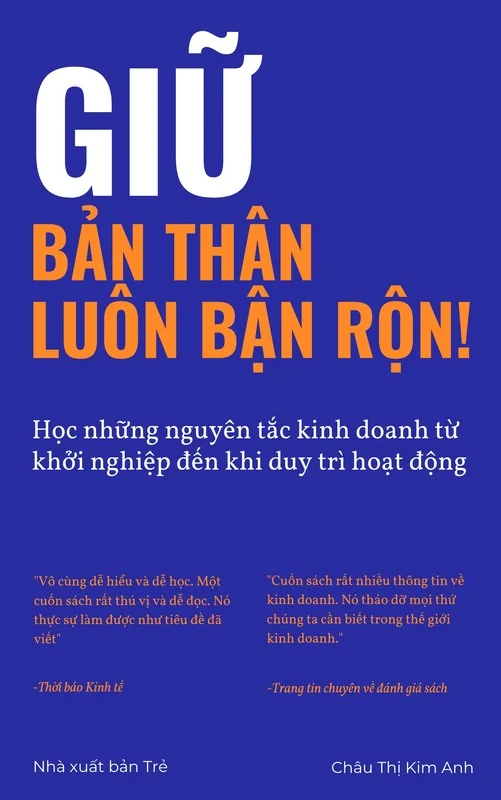 GIỮ
BẢN THÂN
LUÔN BẬN RỘN!
Học những nguyên tắc kinh doanh từ
khởi nghiệp đến khi duy trì hoạt động
"Vô cùng dễ hiểu và dễ học. Một
cuốn sách rất thú vị và dễ đọc. Nó
thực sự làm được như tiêu đề đã
viết"
-Thời báo Kinh tế
"Cuốn sách rất nhiều thông tin về
kinh doanh. Nó tháo dỡ mọi thứ
chúng ta cần biết trong thế giới
kinh doanh."
-Trang tin chuyên về đánh giá sách
Nhà xuất bản Trẻ
Châu Thị Kim Anh